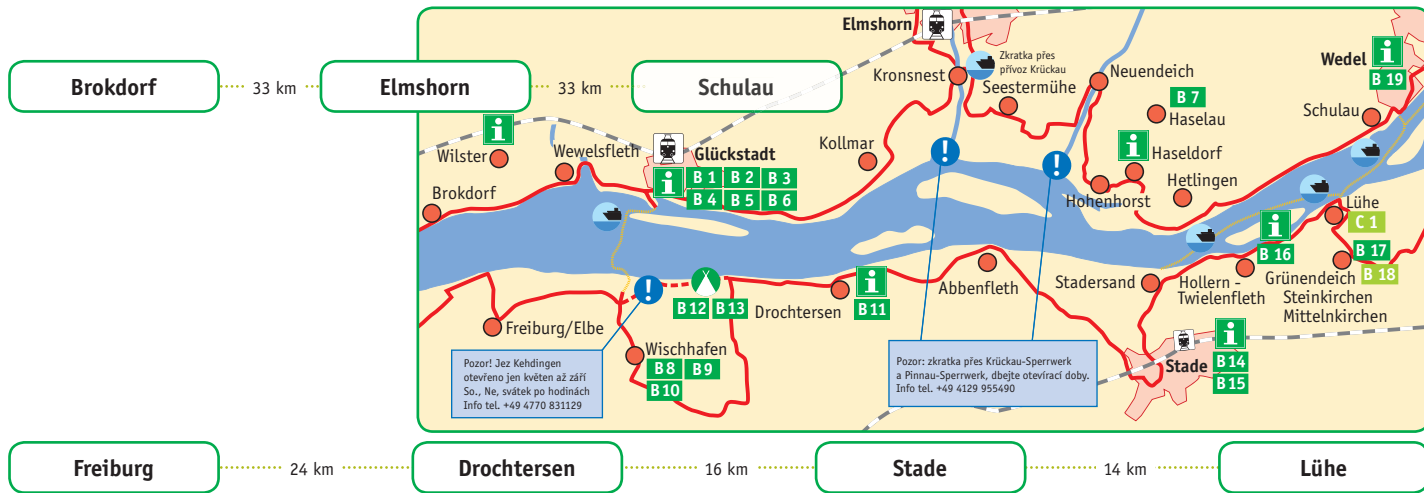 Brokdorf
33 km
Elmshorn
33 km
Schulau
Elmshorn
Zkratka přes
přívoz Krückau
Kronsnest
Seestermühe
Neuendeich
B 7
Haselau
Wedel
B 19
Schulau
Wilster
Wewelsfleth
Glückstadt
B 1 B 2 B 3
B 4 B 5 B 6
Kollmar
Haseldorf
Hetlingen
Hohenhorst
Brokdorf
Lühe
C 1
B 16
B 17
B 18
Grünendeich
Steinkirchen
Mittelnkirchen
Hollern -
Twielenfleth
Stadersand
Abbenfleth
Drochtersen
B 11
B 12 B 13
Freiburg/Elbe
Wischhafen
B 8 B 9
B 10
Pozor! Jez Kehdingen
otevřeno jen květen až září
So., Ne, svátek po hodinách
Info tel. +49 4770 831129
Pozor: zkratka přes Krückau-Sperrwerk
a Pinnau-Sperrwerk, dbejte otevírací doby.
Info tel. +49 4129 955490
Stade
B 14
B 15
Freiburg
24 km
Drochtersen
16 km
Stade
14 km
Lühe